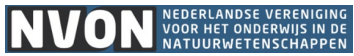 NVON
NEDERLANDSE VERENIGING
VOOR HET ONDERWIJS IN DE
NATUURWETENSCHAPPEN